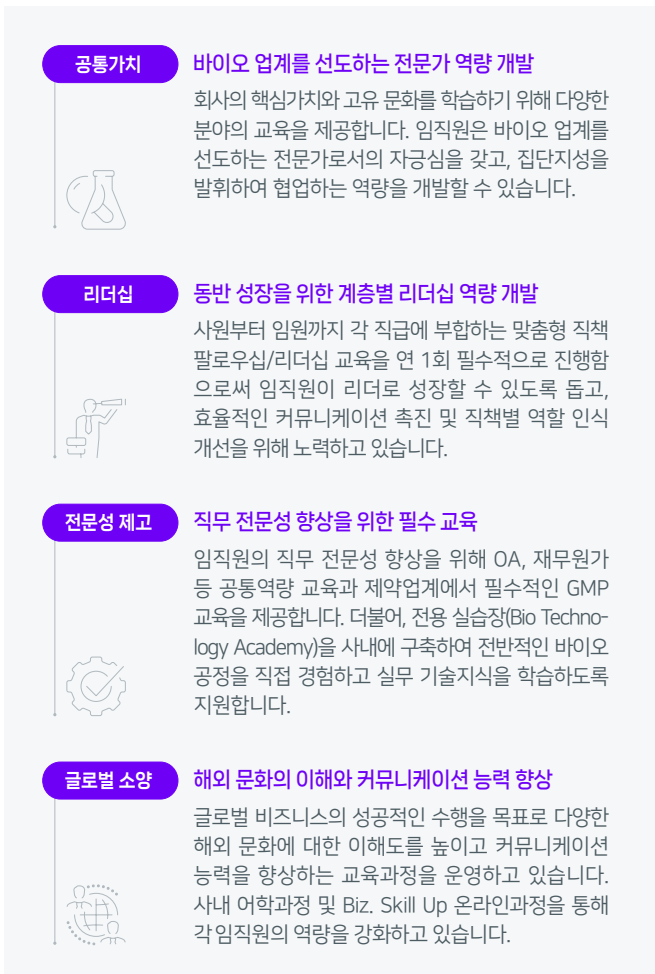 공통가치
바이오 업계를 선도하는 전문가 역량 개발
회사의 핵심가치와 고유 문화를 학습하기 위해 다양한
분야의 교육을 제공합니다. 임직원은 바이오 업계를
선도하는 전문가로서의 자긍심을 갖고, 집단지성을
발휘하여 협업하는 역량을 개발할 수 있습니다.
리더십
동반 성장을 위한 계층별 리더십 역량 개발
사원부터 임원까지 각 직급에 부합하는 맞춤형 직책
팔로우십/리더십 교육을 연 1회 필수적으로 진행함
으로써 임직원이 리더로 성장할 수 있도록 돕고,
효율적인 커뮤니케이션 촉진 및 직책별 역할 인식
개선을 위해 노력하고 있습니다.
전문성 제고
직무 전문성 향상을 위한 필수 교육
임직원의 직무 전문성 향상을 위해 OA, 재무원가
등 공통역량 교육과 제약업계에서 필수적인 GMP
교육을 제공합니다. 더불어, 전용 실습장(Bio Techno-
logy Academy)을 사내에 구축하여 전반적인 바이오
공정을 직접 경험하고 실무 기술지식을 학습하도록
지원합니다.
글로벌 소양
해외 문화의 이해와 커뮤니케이션 능력 향상
글로벌 비즈니스의 성공적인 수행을 목표로 다양한
해외 문화에 대한 이해도를 높이고 커뮤니케이션
능력을 향상하는 교육과정을 운영하고 있습니다.
사내 어학과정 및 Biz. Skill Up 온라인과정을 통해
각 임직원의 역량을 강화하고 있습니다.